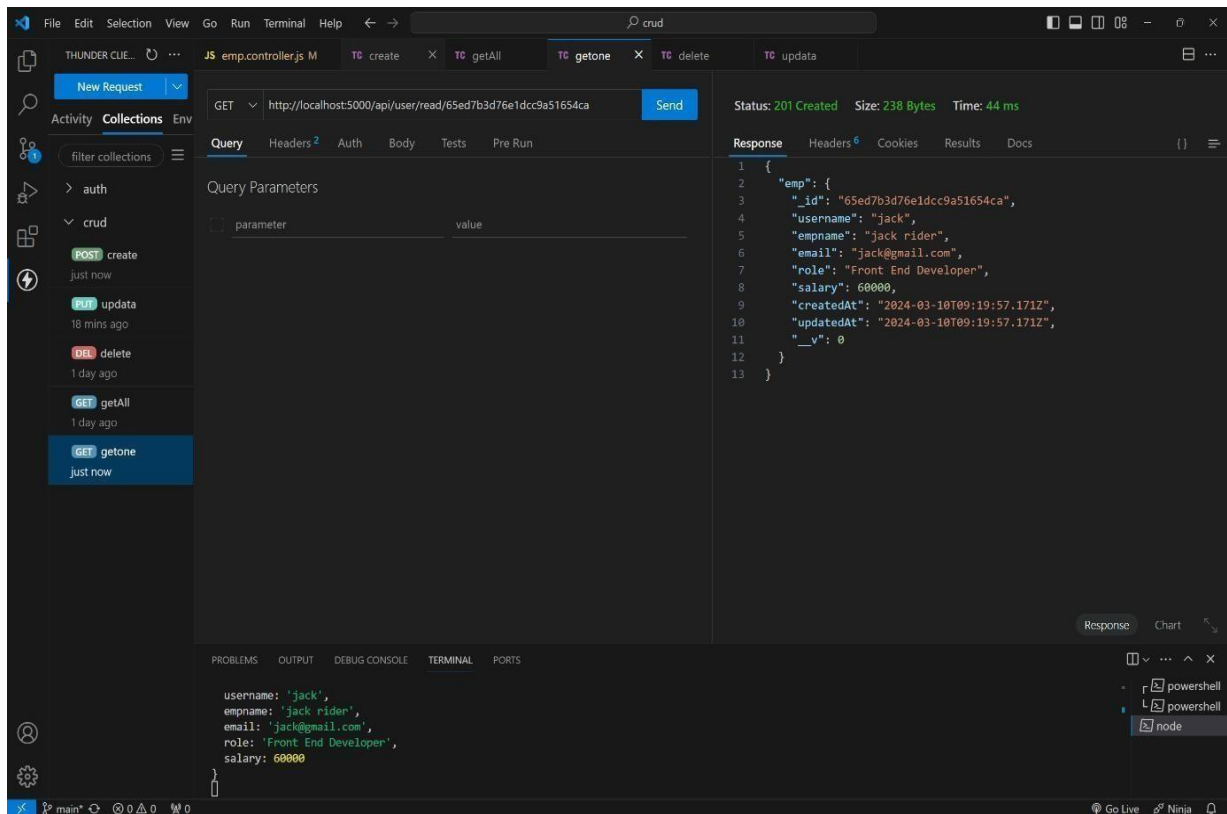 File Edit Selection View Go Run Terminal Help
crud
THUNDER CLIE...
JS emp.controller.js M
TC create
TC getAll
TC getone
TC delete
TC updata
New Request
Activity Collections Env
filter collections
auth
crud
POST create
just now
PUT updata
18 mins ago
DEL delete
1 day ago
GET getAll
1 day ago
GET getone
just now
1
GET http://localhost:5000/api/user/read/65ed7b3d76e1dcc9a51654ca Send
Query Headers 2 Auth Body Tests Pre Run
Query Parameters
parameter value
Status: 201 Created Size: 238 Bytes Time: 44 ms
Response Headers 6 Cookies Results Docs {}
1 {
2 "emp": {
3 "_id": "65ed7b3d76e1dcc9a51654ca",
4 "username": "jack",
5 "empname": "jack rider",
6 "email": "jack@gmail.com",
7 "role": "Front End Developer",
8 "salary": 60000,
9 "createdAt": "2024-03-10T09:19:57.171Z",
10 "updatedAt": "2024-03-10T09:19:57.171Z",
11 "__v": 0
12 }
13 }
Response Chart
PROBLEMS OUTPUT DEBUG CONSOLE TERMINAL PORTS
username: 'jack',
empname: 'jack rider',
email: 'jack@gmail.com',
role: 'Front End Developer',
salary: 60000
}
powershell
powershell
node
main* 0 0 0
Go Live Ninja